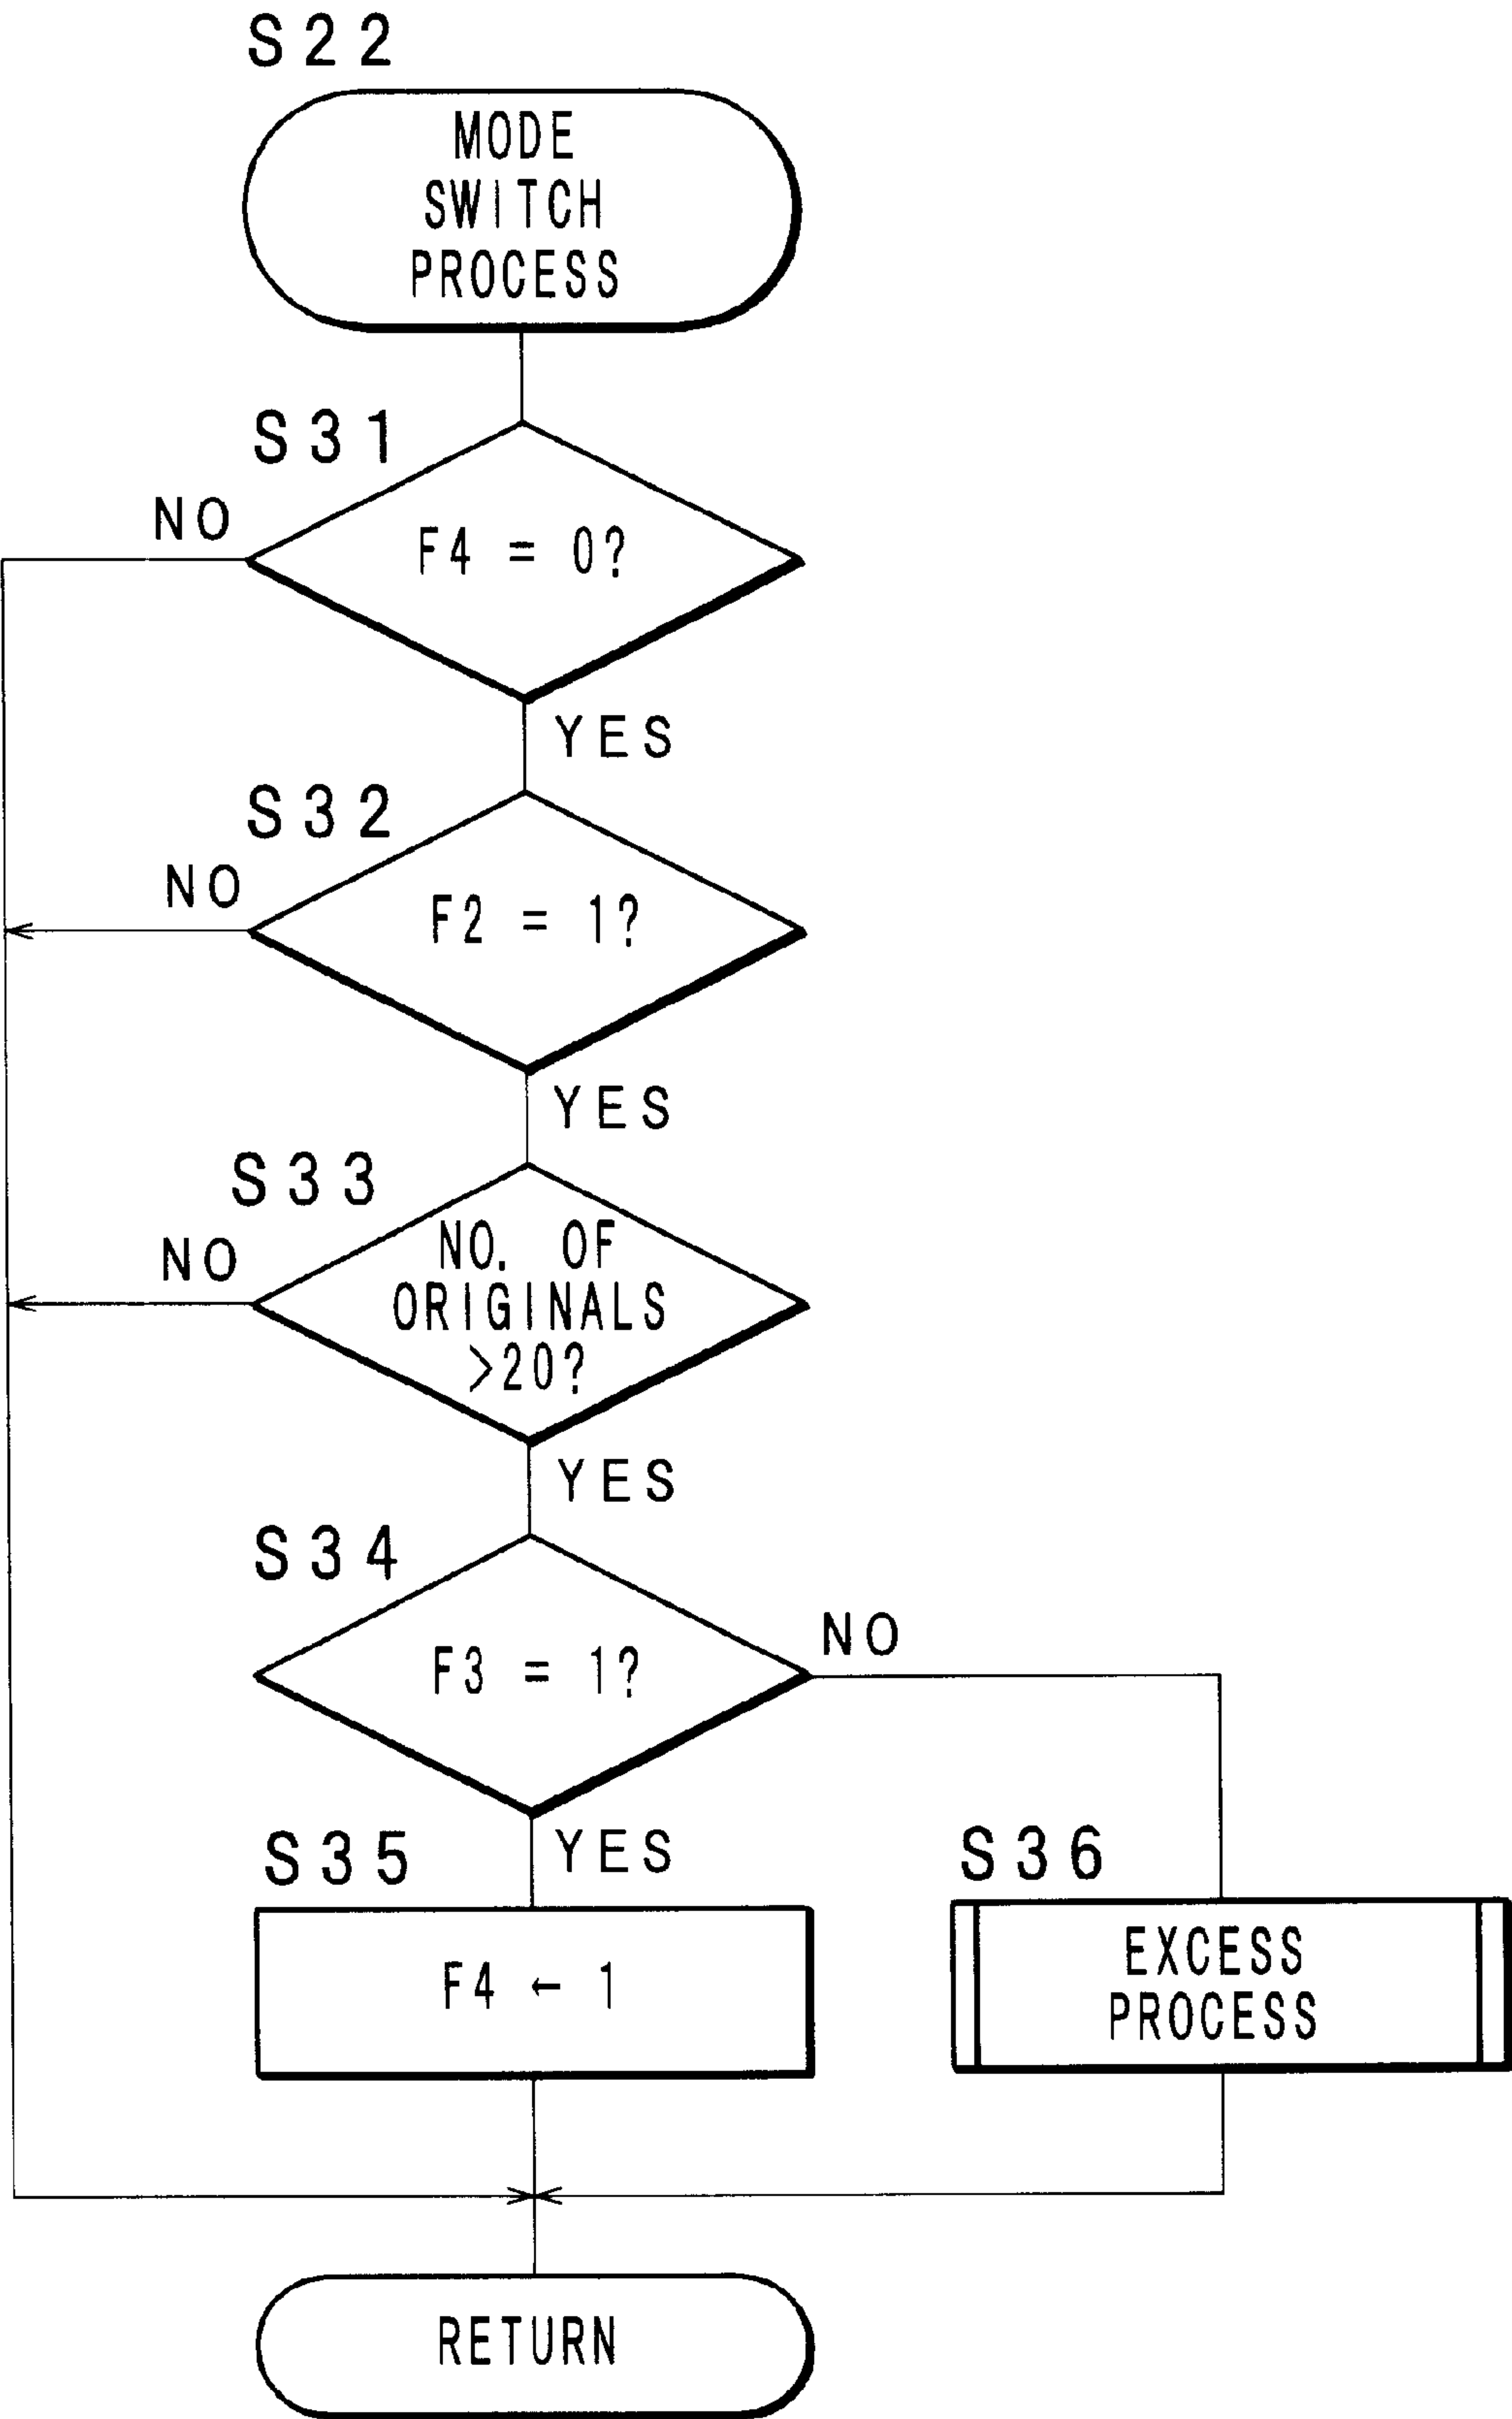 S22
MODE
SWITCH
PROCESS
S31
NO
F4 = 0?
YES
S32
NO
F2 = 1?
YES
S33
NO
NO. OF
ORIGINALS
>20?
YES
S34
NO
F3 = 1?
YES
S35
F4 ← 1
S36
EXCESS
PROCESS
RETURN